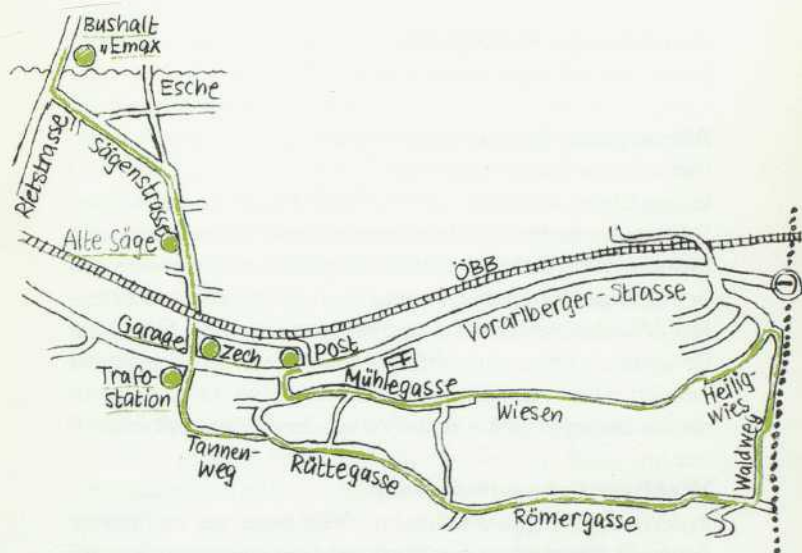 Bushalt
"Emax
Esche
Rietstrasse
Sägenstrasse
Alte Säge
ÖBB
Vorarlberger-Strasse
Garage
Zech
Post
Trafo-
station
Mühlegasse
Wiesen
Heilig-
wies
Waldweg
Tannen-
weg
Rüttegasse
Römergasse